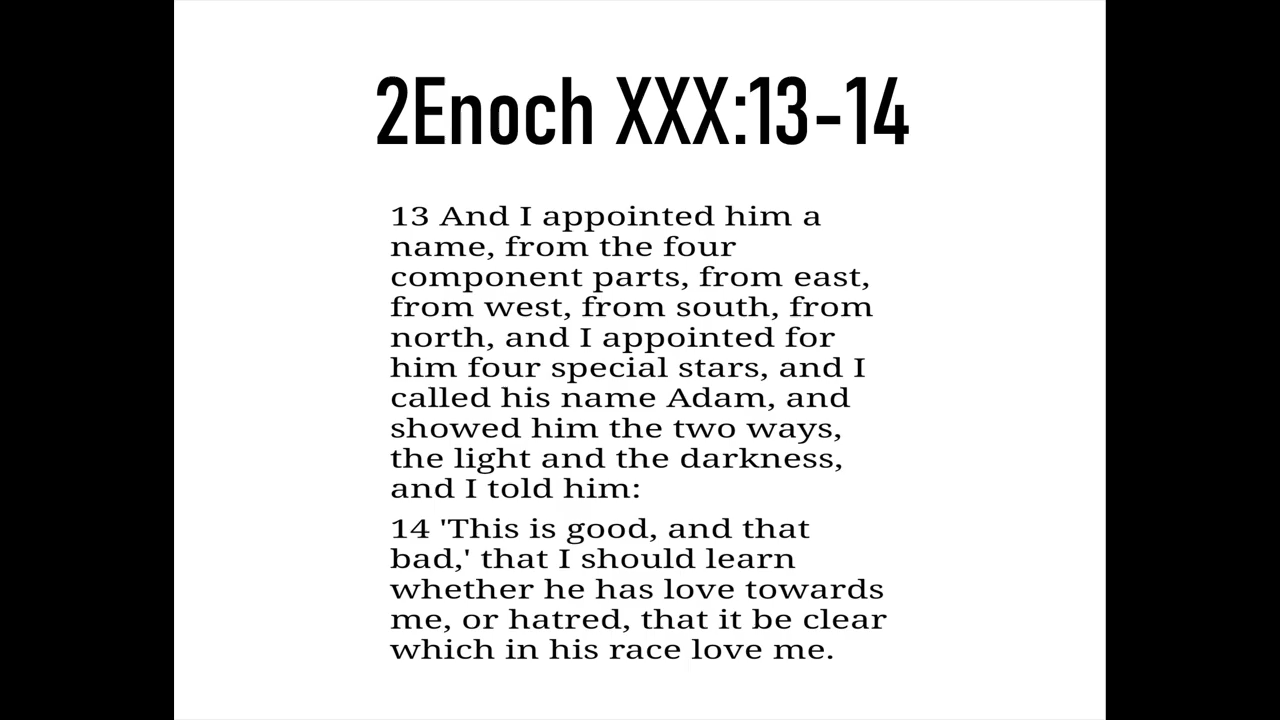 2Enoch XXX:13-14
13 And I appointed him a
name, from the four
component parts, from east,
from west, from south, from
north, and I appointed for
him four special stars, and I
called his name Adam, and
showed him the two ways,
the light and the darkness,
and I told him:
14 'This is good, and that
bad,' that I should learn
whether he has love towards
me, or hatred, that it be clear
which in his race love me.